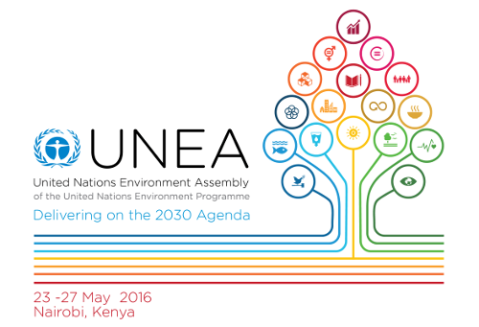 UNEA
United Nations Environment Assembly
of the United Nations Environment Programme
Delivering on the 2030 Agenda
23 -27 May 2016
Nairobi, Kenya